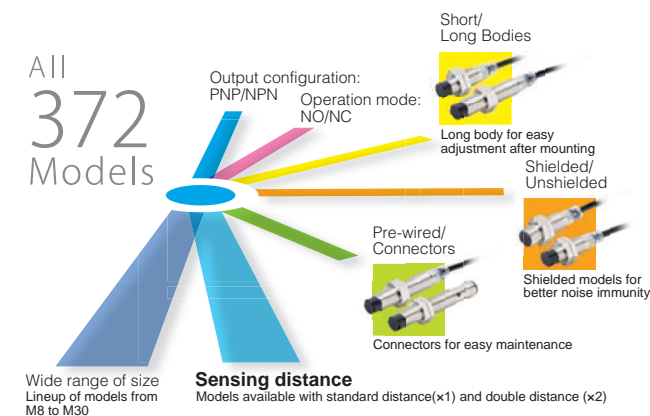 All
372
Models
Output configuration:
PNP/NPN
Operation mode:
NO/NC
Short/
Long Bodies
Long body for easy
adjustment after mounting
Shielded/
Unshielded
Shielded models for
better noise immunity
Pre-wired/
Connectors
Connectors for easy maintenance
Wide range of size
Lineup of models from
M8 to M30
Sensing distance
Models available with standard distance(×1) and double distance (×2)